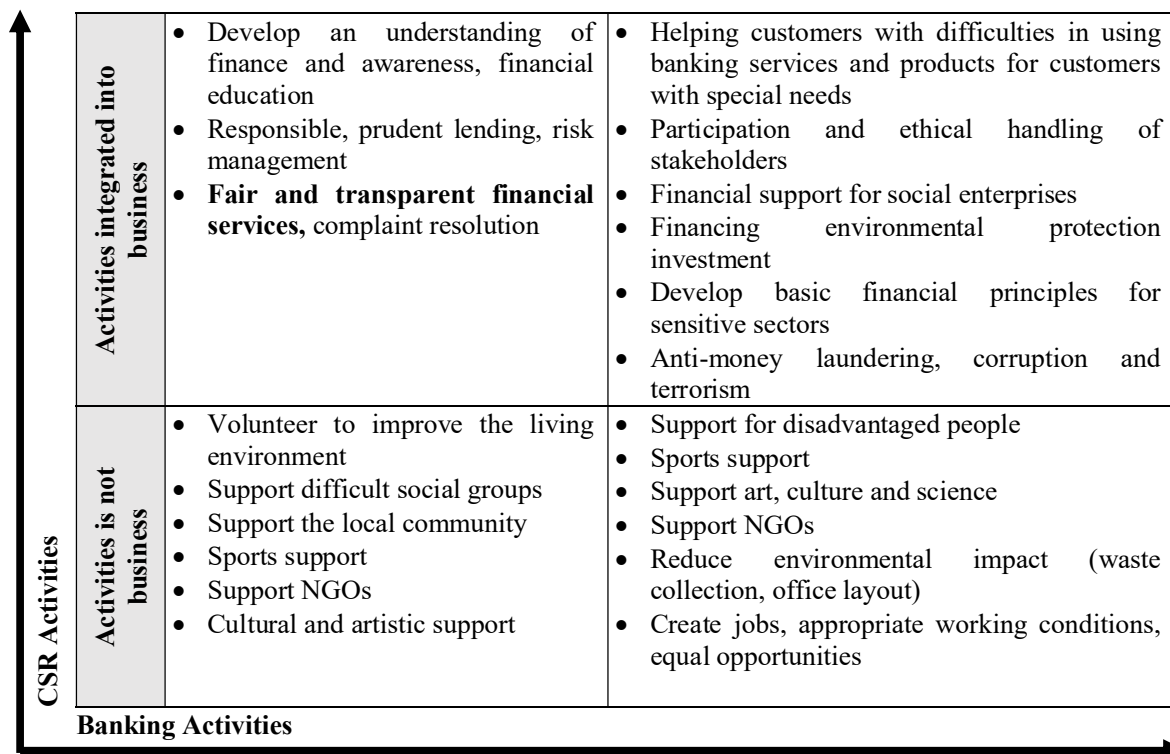 Activities integrated into
business
• Develop an understanding of
finance and awareness, financial
education
• Responsible, prudent lending, risk
management
• Fair and transparent financial
services, complaint resolution
• Helping customers with difficulties in using
banking services and products for customers
with special needs
• Participation and ethical handling of
stakeholders
• Financial support for social enterprises
• Financing environmental protection
investment
• Develop basic financial principles for
sensitive sectors
• Anti-money laundering, corruption and
terrorism
Activities is not
business
• Volunteer to improve the living
environment
• Support difficult social groups
• Support the local community
• Sports support
• Support NGOs
• Cultural and artistic support
• Support for disadvantaged people
• Sports support
• Support art, culture and science
• Support NGOs
• Reduce environmental impact (waste
collection, office layout)
• Create jobs, appropriate working conditions,
equal opportunities
CSR Activities
Banking Activities